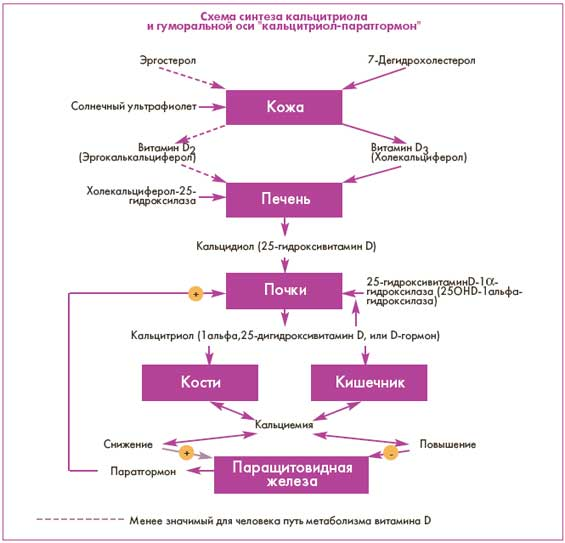 Схема синтеза кальцитриола
и гуморальной оси "кальцитриол-паратгормон"
Эргостерол
7-Дегидрохолестерол
Солнечный ультрафиолет
Кожа
Витамин D2
(Эргокалькальциферол)
Витамин D3
(Холекальциферол)
Холекальциферол-25-
гидроксилаза
Печень
Кальцидиол (25-гидроксивитамин D)
+
Почки
25-гидроксивитаминD-1α-
гидроксилаза (25OHD-1альфа-
гидроксилаза)
Кальцитриол (1альфа,25-дигидроксивитамин D, или D-гормон)
Кости
Кишечник
Кальциемия
Снижение
Повышение
+
-
Паратгормон
Паращитовидная
железа
Менее значимый для человека путь метаболизма витамина D